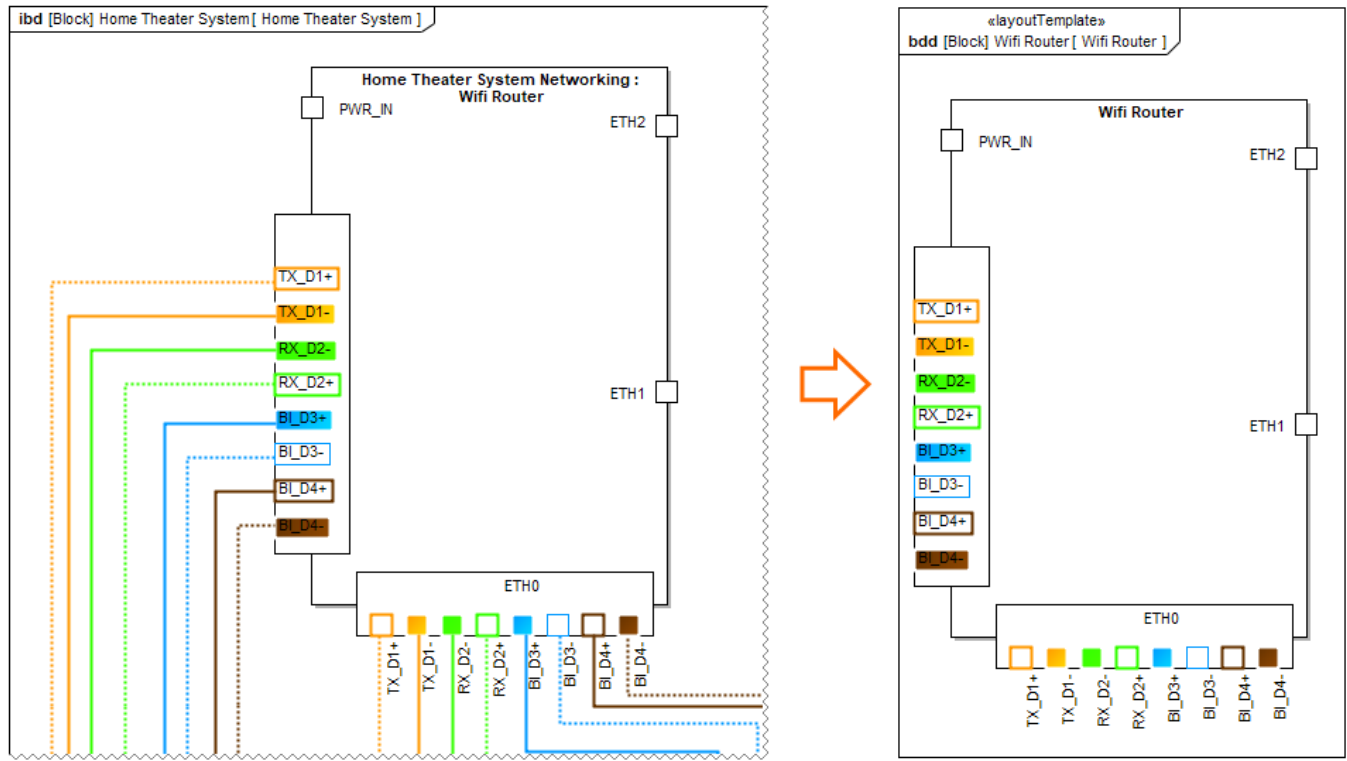 ibd [Block] Home Theater System[ Home Theater System ]
Home Theater System Networking :
Wifi Router
PWR_IN
ETH2
TX_D1+
TX_D1-
RX_D2-
RX_D2+
ETH1
BI_D3+
BI_D3-
BI_D4+
BI_D4-
ETH0
TX_D1+
TX_D1-
RX_D2-
RX_D2+
BI_D3+
BI_D3-
BI_D4+
BI_D4-
«layoutTemplate»
bdd [Block] Wifi Router[ Wifi Router ]
Wifi Router
PWR_IN
ETH2
TX_D1+
TX_D1-
RX_D2-
RX_D2+
ETH1
BI_D3+
BI_D3-
BI_D4+
BI_D4-
ETH0
TX_D1+
TX_D1-
RX_D2-
RX_D2+
BI_D3+
BI_D3-
BI_D4+
BI_D4-